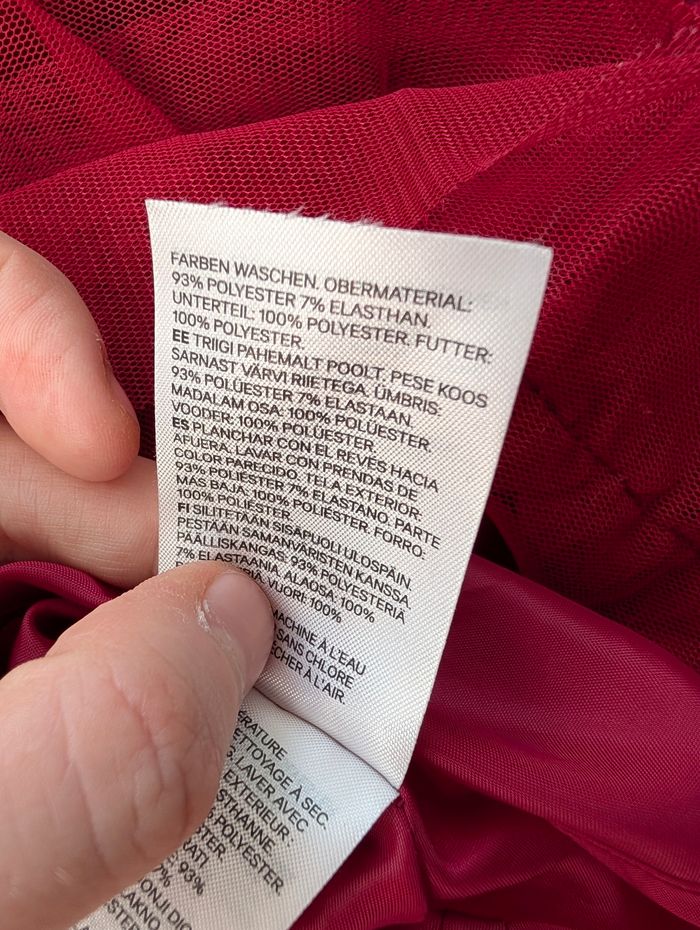 FARBEN WASCHEN. OBERMATERIAL:
93% POLYESTER 7% ELASTHAN.
UNTERTEIL: 100% POLYESTER. FUTTER:
100% POLYESTER.
EE TRIIGI PAHEMALT POOLT. PESE KOOS
SARNAST VÄRVI RIIETEGA. ÜMBRIS:
93% POLÜESTER 7% ELASTAAN.
MADALAM OSA: 100% POLÜESTER.
VOODER: 100% POLÜESTER.
ES PLANCHAR CON EL REVÉS HACIA
AFUERA. LAVAR CON PRENDAS DE
COLOR PARECIDO. TELA EXTERIOR:
93% POLIÉSTER 7% ELASTANO. PARTE
MÁS BAJA: 100% POLIÉSTER. FORRO:
100% POLIÉSTER.
FI SILITETÄÄN SISÄPUOLI ULOSPÄIN.
PESTÄÄN SAMANVÄRISTEN KANSSA.
PÄÄLLISKANGAS: 93% POLYESTERIÄ
7% ELASTAANIA. ALAOSA: 100%
VUORI: 100%
MACHINE À L'EAU
SANS CHLORE
À L'AIR.
NETTOYAGE À SEC.
LAVER AVEC
EXTERIEUR:
POLYESTER.
93%
7%